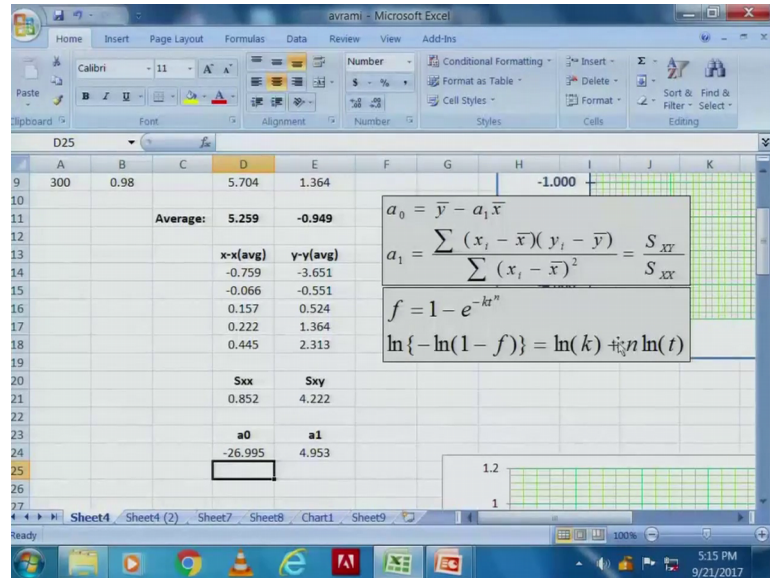 avrami - Microsoft Excel
Home Insert Page Layout Formulas Data Review View Add-Ins
Paste
Calibri 11 A A
B I U A
Number
$ % ,
Conditional Formatting
Format as Table
Cell Styles
Insert
Delete
Format
Σ
Sort & Filter
Find & Select
Clipboard Font Alignment Number Styles Cells Editing
D25 fx
A B C D E F G H I J K
9 300 0.98 5.704 1.364 -1.000
10
11 Average: 5.259 -0.949
12
13 x-x(avg) y-y(avg)
14 -0.759 -3.651
15 -0.066 -0.551
16 0.157 0.524
17 0.222 1.364
18 0.445 2.313
19
20 Sxx Sxy
21 0.852 4.222
22
23 a0 a1
24 -26.995 4.953
25
26
27
a₀ = y̅ − a₁x̅
a₁ = ∑ (xᵢ − x̅)(yᵢ − y̅) / ∑ (xᵢ − x̅)² = S_XY / S_XX
f = 1 − e^(−ktⁿ)
ln{−ln(1 − f)} = ln(k) + n ln(t)
1.2
1
Sheet4 Sheet4 (2) Sheet7 Sheet8 Chart1 Sheet9
Ready 100%
5:15 PM
9/21/2017